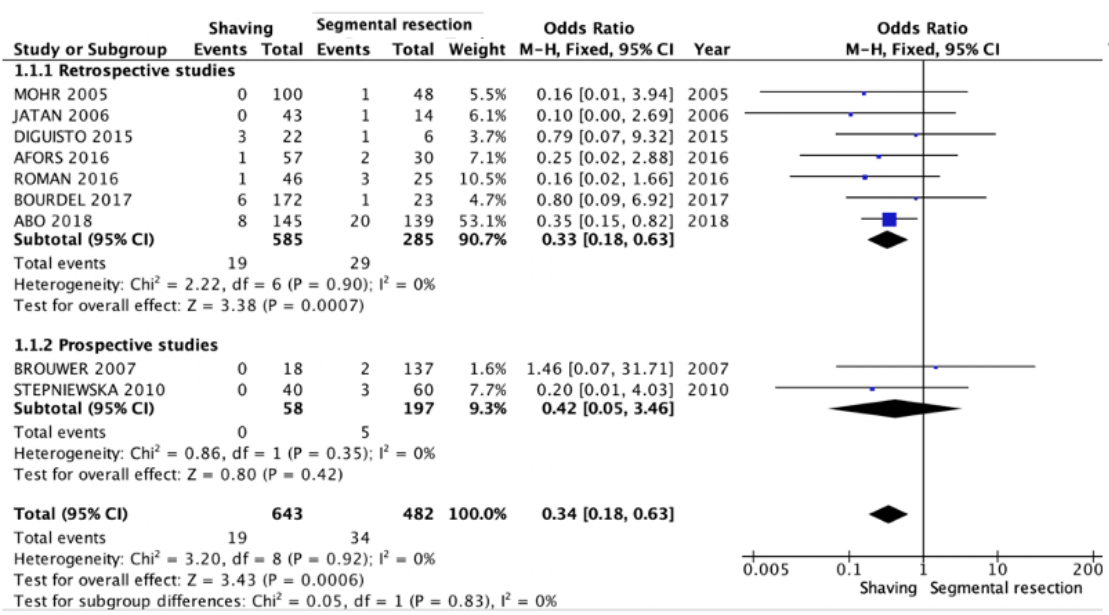 Shaving Segmental resection Odds Ratio Odds Ratio
Study or Subgroup Events Total Events Total Weight M-H, Fixed, 95% CI Year M-H, Fixed, 95% CI
1.1.1 Retrospective studies
MOHR 2005 0 100 1 48 5.5% 0.16 [0.01, 3.94] 2005
JATAN 2006 0 43 1 14 6.1% 0.10 [0.00, 2.69] 2006
DIGUISTO 2015 3 22 1 6 3.7% 0.79 [0.07, 9.32] 2015
AFORS 2016 1 57 2 30 7.1% 0.25 [0.02, 2.88] 2016
ROMAN 2016 1 46 3 25 10.5% 0.16 [0.02, 1.66] 2016
BOURDEL 2017 6 172 1 23 4.7% 0.80 [0.09, 6.92] 2017
ABO 2018 8 145 20 139 53.1% 0.35 [0.15, 0.82] 2018
Subtotal (95% CI) 585 285 90.7% 0.33 [0.18, 0.63]
Total events 19 29
Heterogeneity: Chi² = 2.22, df = 6 (P = 0.90); I² = 0%
Test for overall effect: Z = 3.38 (P = 0.0007)
1.1.2 Prospective studies
BROUWER 2007 0 18 2 137 1.6% 1.46 [0.07, 31.71] 2007
STEPNIEWSKA 2010 0 40 3 60 7.7% 0.20 [0.01, 4.03] 2010
Subtotal (95% CI) 58 197 9.3% 0.42 [0.05, 3.46]
Total events 0 5
Heterogeneity: Chi² = 0.86, df = 1 (P = 0.35); I² = 0%
Test for overall effect: Z = 0.80 (P = 0.42)
Total (95% CI) 643 482 100.0% 0.34 [0.18, 0.63]
Total events 19 34
Heterogeneity: Chi² = 3.20, df = 8 (P = 0.92); I² = 0%
Test for overall effect: Z = 3.43 (P = 0.0006)
Test for subgroup differences: Chi² = 0.05, df = 1 (P = 0.83), I² = 0%
0.005 0.1 1 10 200
Shaving Segmental resection